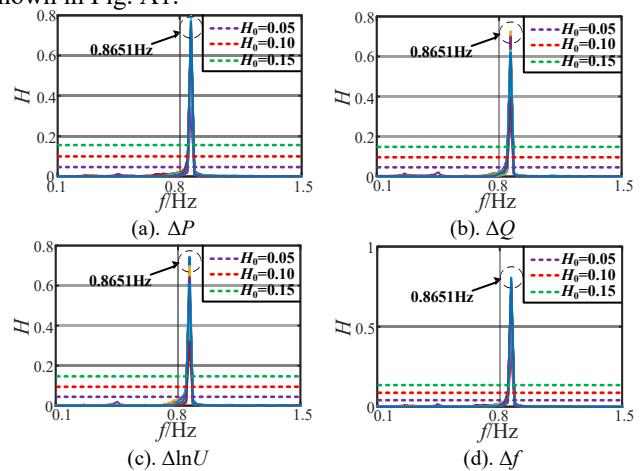 nown in Fig. A1.
0.8
0.6
0.4
0.2
0
H
0.8651Hz
H₀=0.05
H₀=0.10
H₀=0.15
0.1 0.8 1.5
f/Hz
(a). ΔP
0.8
0.6
0.4
0.2
0
H
0.8651Hz
H₀=0.05
H₀=0.10
H₀=0.15
0.1 0.8 1.5
f/Hz
(b). ΔQ
0.8
0.6
0.4
0.2
0
H
0.8651Hz
H₀=0.05
H₀=0.10
H₀=0.15
0.1 0.8 1.5
f/Hz
(c). ΔlnU
1
0.5
0
H
0.8651Hz
H₀=0.05
H₀=0.10
H₀=0.15
0.1 0.8 1.5
f/Hz
(d). Δf